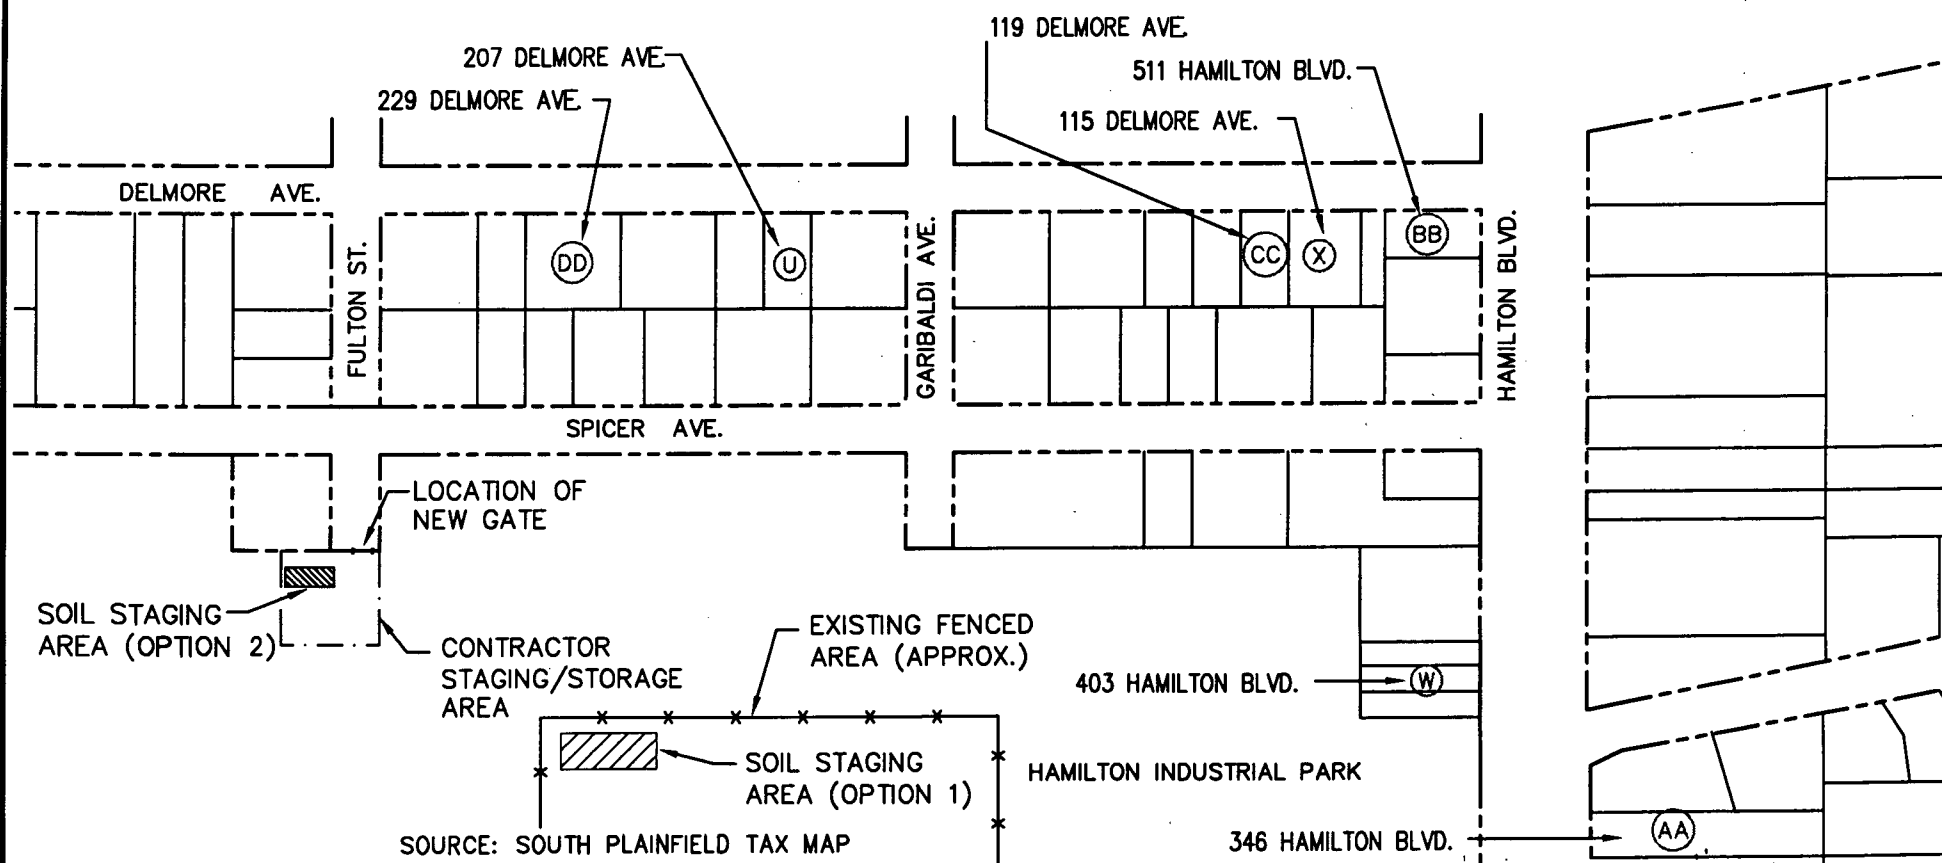 119 DELMORE AVE.
207 DELMORE AVE.
511 HAMILTON BLVD.
229 DELMORE AVE.
115 DELMORE AVE.
DELMORE AVE.
FULTON ST.
DD
U
GARIBALDI AVE.
CC
X
BB
HAMILTON BLVD.
SPICER AVE.
LOCATION OF
NEW GATE
SOIL STAGING
AREA (OPTION 2)
CONTRACTOR
STAGING/STORAGE
AREA
EXISTING FENCED
AREA (APPROX.)
403 HAMILTON BLVD.
W
SOIL STAGING
AREA (OPTION 1)
HAMILTON INDUSTRIAL PARK
SOURCE: SOUTH PLAINFIELD TAX MAP
346 HAMILTON BLVD.
AA